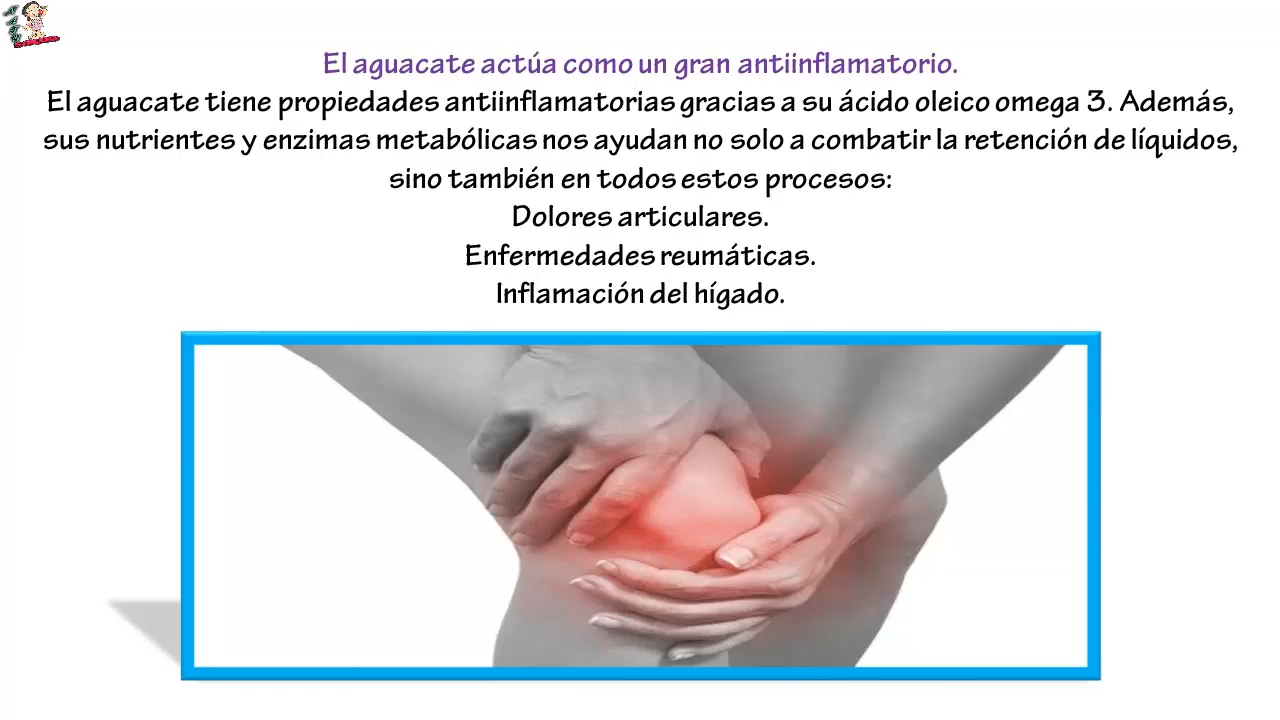 El aguacate actúa como un gran antiinflamatorio.
El aguacate tiene propiedades antiinflamatorias gracias a su ácido oleico omega 3. Además,
sus nutrientes y enzimas metabólicas nos ayudan no solo a combatir la retención de líquidos,
sino también en todos estos procesos:
Dolores articulares.
Enfermedades reumáticas.
Inflamación del hígado.